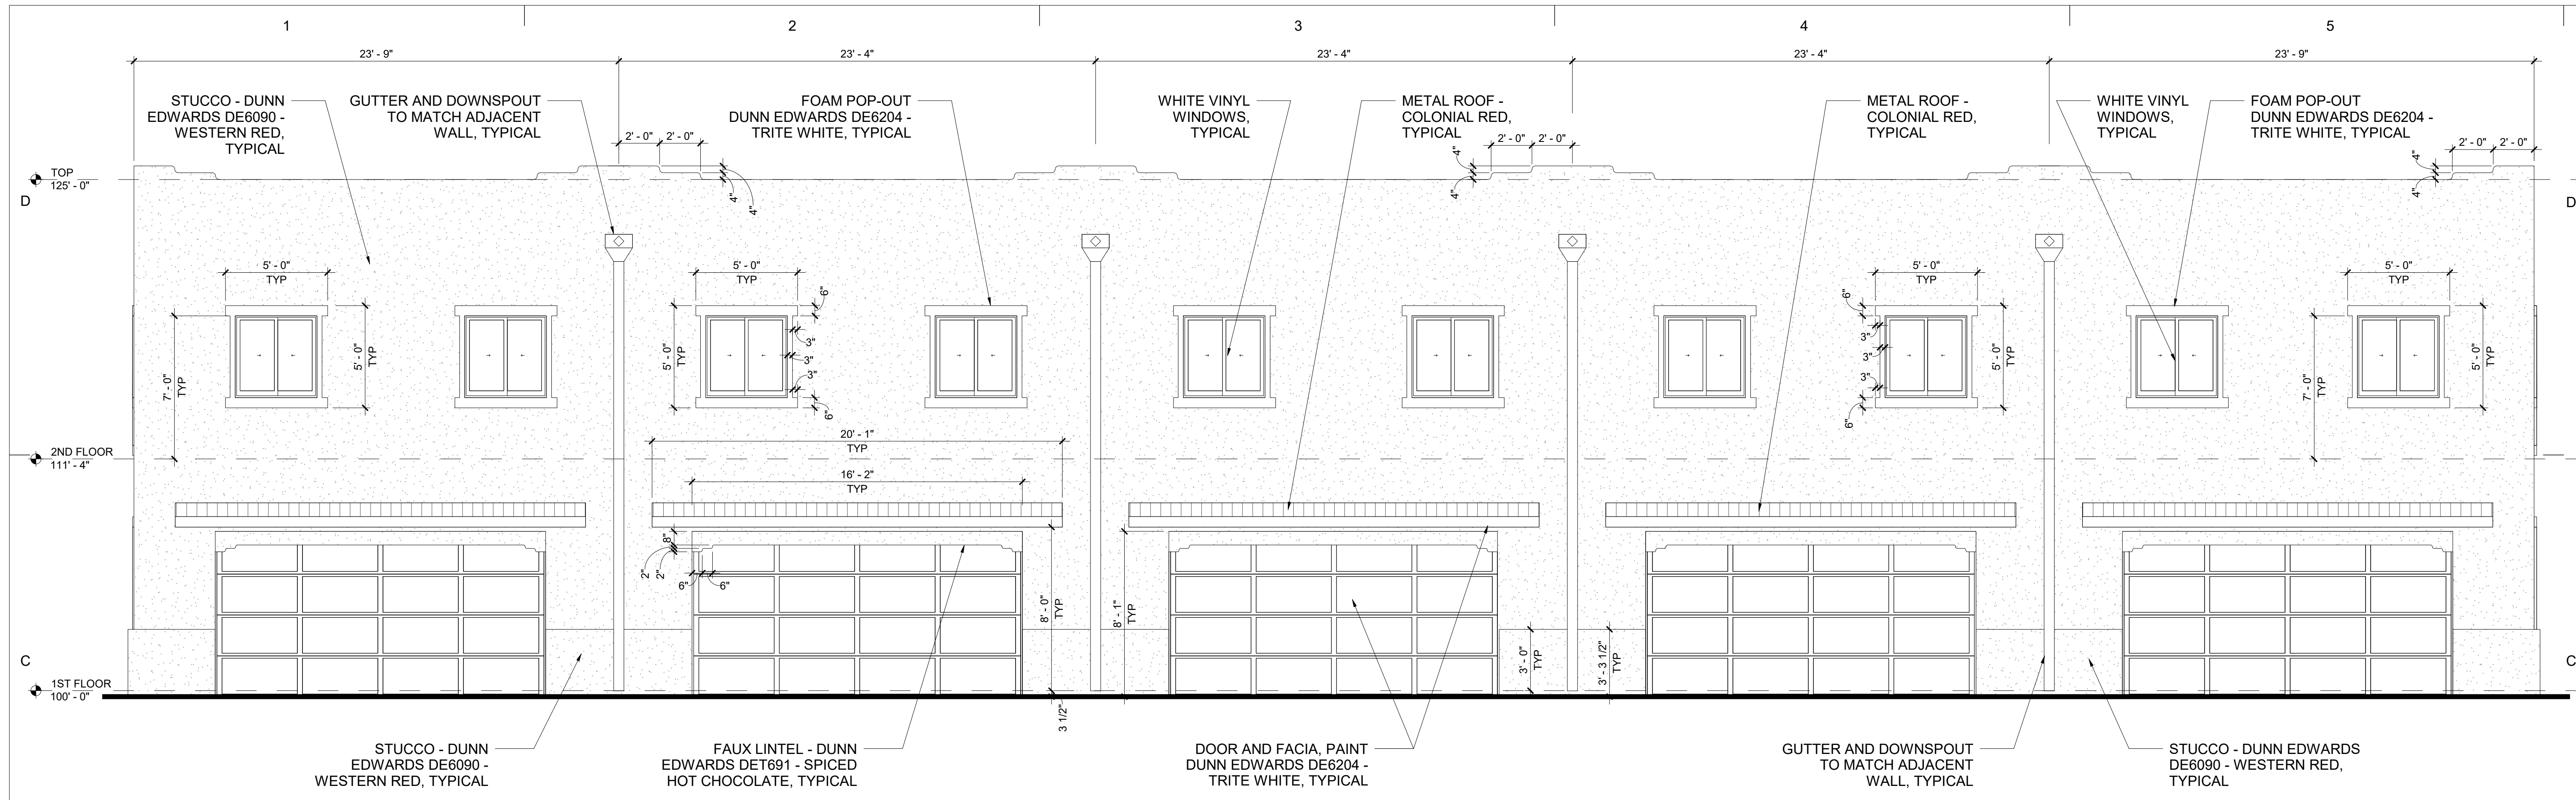 1
2
3
4
5
23' - 9"
23' - 4"
23' - 4"
23' - 4"
23' - 9"
STUCCO - DUNN
EDWARDS DE6090 -
WESTERN RED,
TYPICAL
GUTTER AND DOWNSPOUT
TO MATCH ADJACENT
WALL, TYPICAL
FOAM POP-OUT
DUNN EDWARDS DE6204 -
TRITE WHITE, TYPICAL
WHITE VINYL
WINDOWS,
TYPICAL
METAL ROOF -
COLONIAL RED,
TYPICAL
METAL ROOF -
COLONIAL RED,
TYPICAL
WHITE VINYL
WINDOWS,
TYPICAL
FOAM POP-OUT
DUNN EDWARDS DE6204 -
TRITE WHITE, TYPICAL
2' - 0"
2' - 0"
2' - 0"
2' - 0"
2' - 0"
2' - 0"
TOP
125' - 0"
4"
4"
4"
4"
4"
4"
D
D
5' - 0"
TYP
5' - 0"
TYP
5' - 0"
TYP
5' - 0"
TYP
7' - 0"
TYP
5' - 0"
TYP
5' - 0"
TYP
6"
3"
3"
3"
6"
6"
3"
3"
3"
6"
5' - 0"
TYP
7' - 0"
TYP
5' - 0"
TYP
20' - 1"
TYP
2ND FLOOR
111' - 4"
16' - 2"
TYP
8"
2"
2"
6"
6"
8' - 0"
TYP
8' - 1"
TYP
3' - 0"
TYP
3' - 3 1/2"
TYP
C
C
1ST FLOOR
100' - 0"
3 1/2"
STUCCO - DUNN
EDWARDS DE6090 -
WESTERN RED, TYPICAL
FAUX LINTEL - DUNN
EDWARDS DET691 - SPICED
HOT CHOCOLATE, TYPICAL
DOOR AND FACIA, PAINT
DUNN EDWARDS DE6204 -
TRITE WHITE, TYPICAL
GUTTER AND DOWNSPOUT
TO MATCH ADJACENT
WALL, TYPICAL
STUCCO - DUNN EDWARDS
DE6090 - WESTERN RED,
TYPICAL